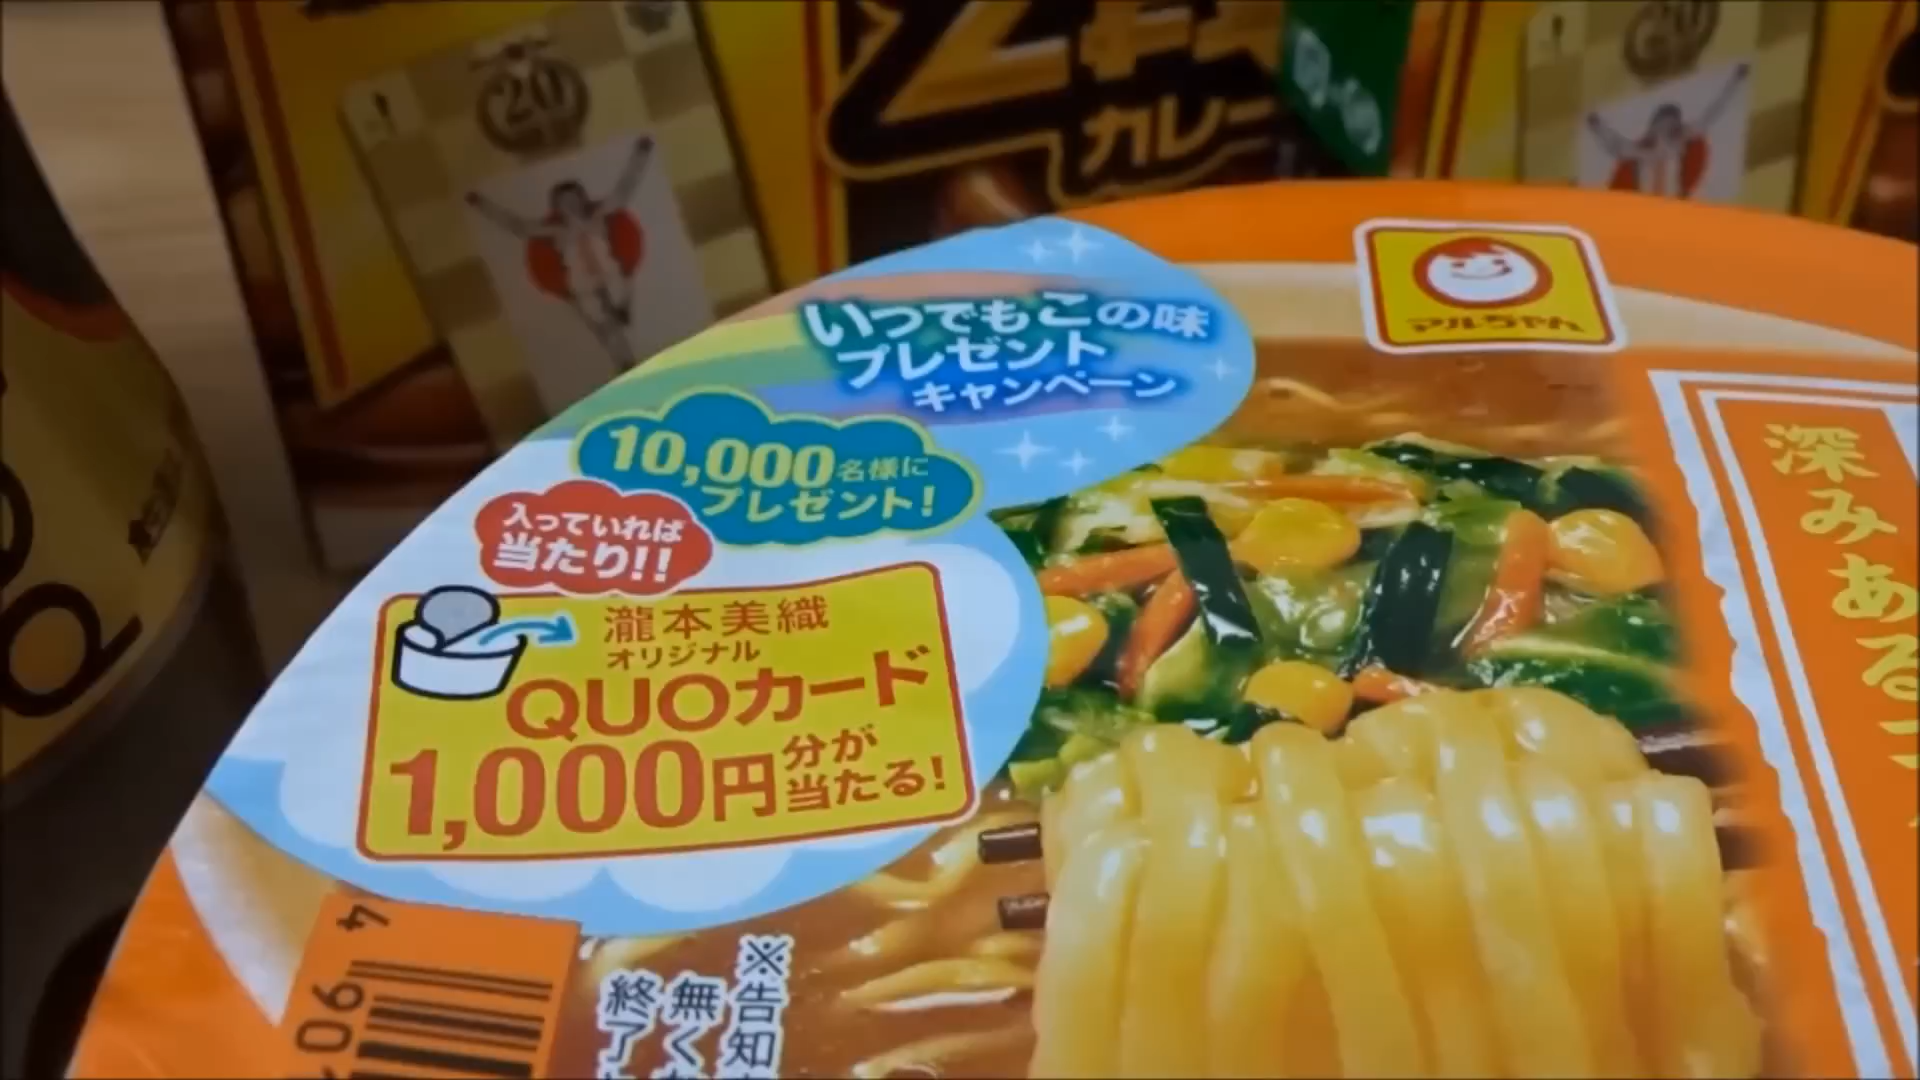 20
カレー
20
いつでもこの味
プレゼント
キャンペーン
マルちゃん
10,000名様に
プレゼント!
入っていれば
当たり!!
瀧本美織
オリジナル
QUOカード
1,000円分が
当たる!
深みある
※告知
無く
終了
4
906